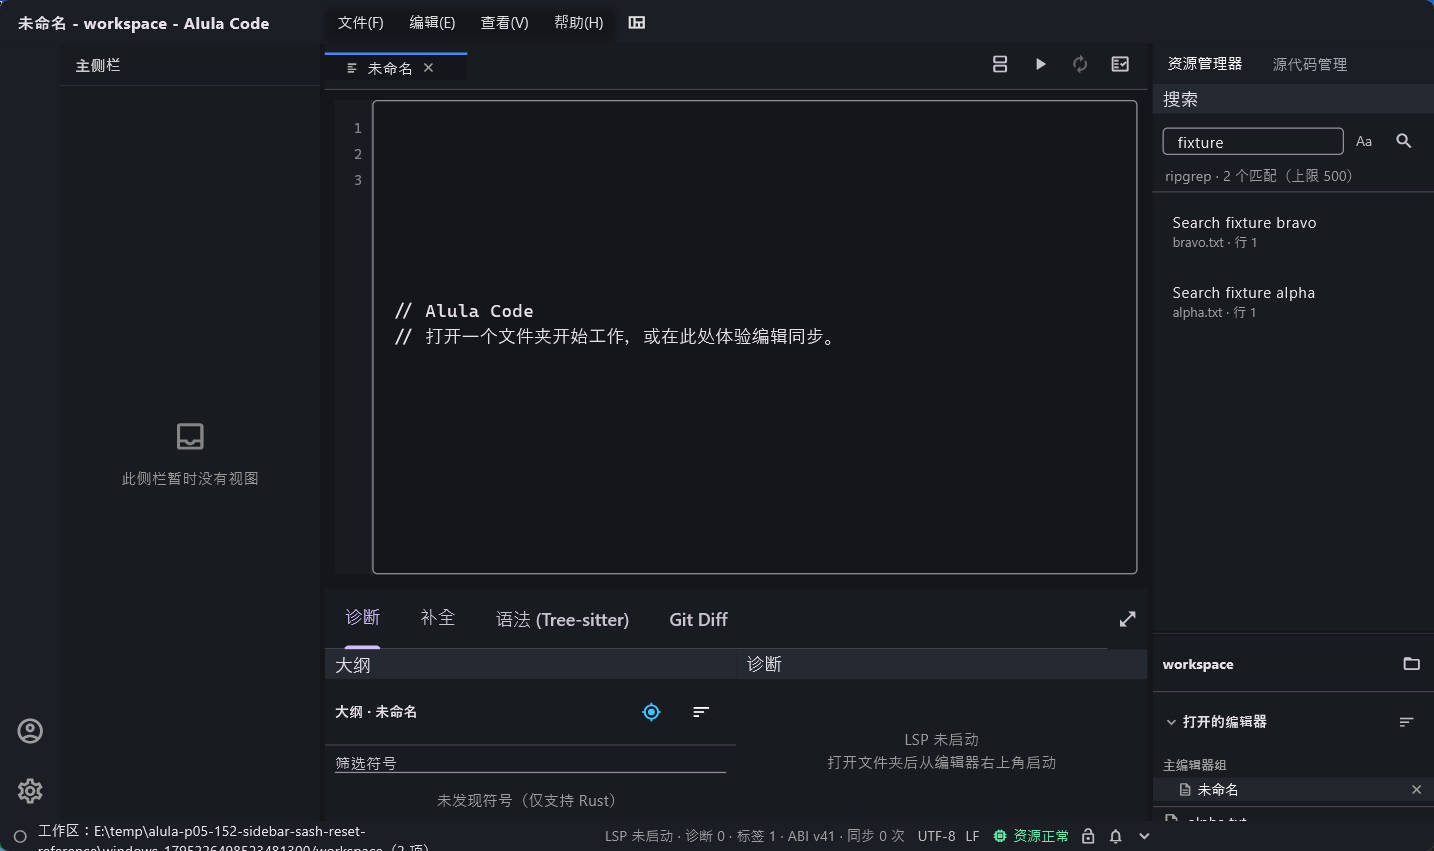 未命名 - workspace - Alula Code
文件(F) 编辑(E) 查看(V) 帮助(H)
主侧栏
此侧栏暂时没有视图
未命名
1
2
3
// Alula Code
// 打开一个文件夹开始工作, 或在此处体验编辑同步。
诊断 补全 语法 (Tree-sitter) Git Diff
大纲
大纲 · 未命名
筛选符号
未发现符号（仅支持 Rust）
诊断
LSP 未启动
打开文件夹后从编辑器右上角启动
资源管理器 源代码管理
搜索
fixture Aa
ripgrep · 2 个匹配（上限 500）
Search fixture bravo
bravo.txt · 行 1
Search fixture alpha
alpha.txt · 行 1
workspace
打开的编辑器
主编辑器组
未命名
alpha.txt
工作区：E:\temp\alula-p05-152-sidebar-sash-reset-
reference\windows-1795226498523481300/workspace（2 项）
LSP 未启动 · 诊断 0 · 标签 1 · ABI v41 · 同步 0 次 UTF-8 LF 资源正常